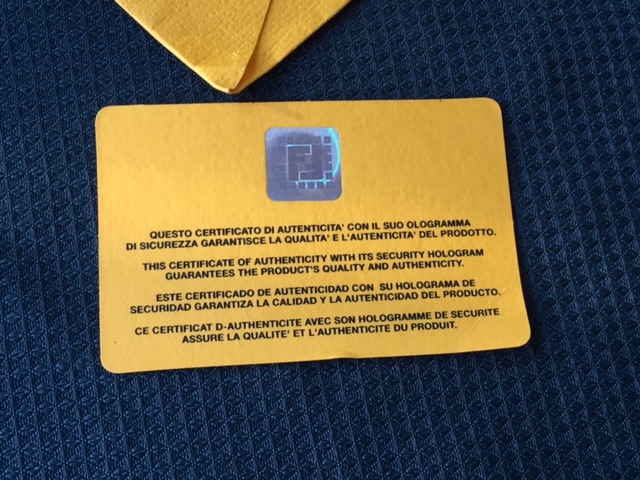 QUESTO CERTIFICATO DI AUTENTICITA' CON IL SUO OLOGRAMMA
DI SICUREZZA GARANTISCE LA QUALITA' E L'AUTENTICITA' DEL PRODOTTO.
THIS CERTIFICATE OF AUTHENTICITY WITH ITS SECURITY HOLOGRAM
GUARANTEES THE PRODUCT'S QUALITY AND AUTHENTICITY.
ESTE CERTIFICADO DE AUTENTICIDAD CON SU HOLOGRAMA DE
SEGURIDAD GARANTIZA LA CALIDAD Y LA AUTENTICIDAD DEL PRODUCTO.
CE CERTIFICAT D-AUTHENTICITE AVEC SON HOLOGRAMME DE SECURITE
ASSURE LA QUALITE' ET L'AUTHENTICITE DU PRODUIT.